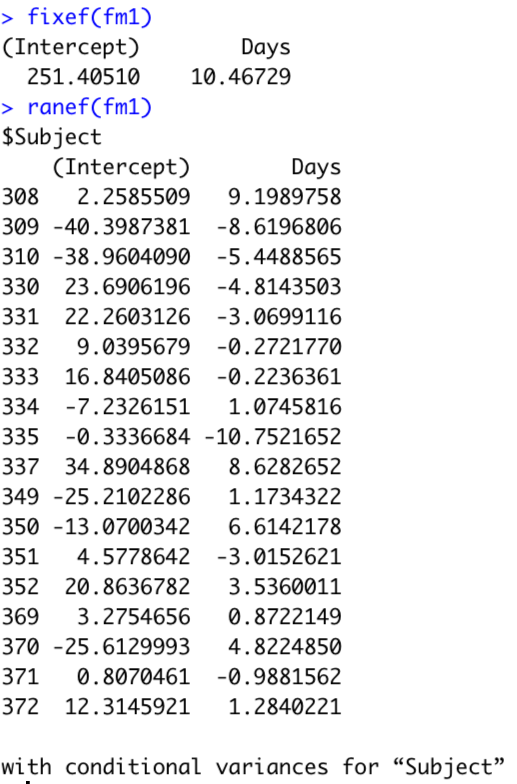 > fixef(fm1)
(Intercept)        Days
  251.40510    10.46729
> ranef(fm1)
$Subject
    (Intercept)        Days
308   2.2585509   9.1989758
309 -40.3987381  -8.6196806
310 -38.9604090  -5.4488565
330  23.6906196  -4.8143503
331  22.2603126  -3.0699116
332   9.0395679  -0.2721770
333  16.8405086  -0.2236361
334  -7.2326151   1.0745816
335  -0.3336684 -10.7521652
337  34.8904868   8.6282652
349 -25.2102286   1.1734322
350 -13.0700342   6.6142178
351   4.5778642  -3.0152621
352  20.8636782   3.5360011
369   3.2754656   0.8722149
370 -25.6129993   4.8224850
371   0.8070461  -0.9881562
372  12.3145921   1.2840221

with conditional variances for “Subject”